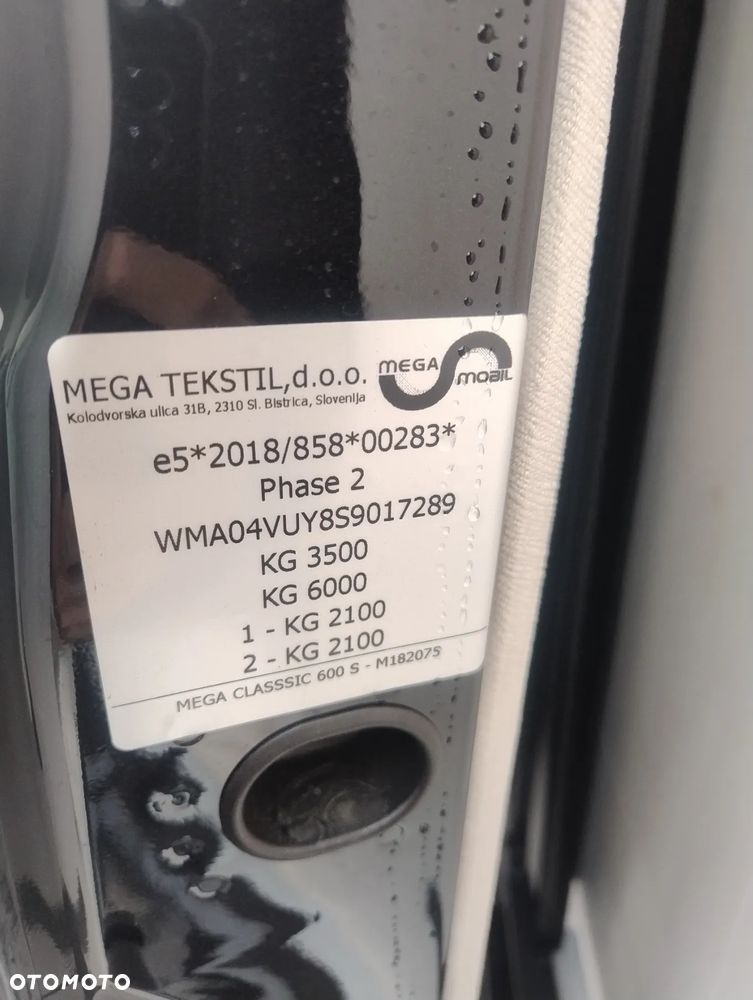 MEGA TEKSTIL,d.o.o.
MEGA MOBIL
Kolodvorska ulica 31B, 2310 Sl. Bistrica, Slovenija
e5*2018/858*00283*
Phase 2
WMA04VUY8S9017289
KG 3500
KG 6000
1 - KG 2100
2 - KG 2100
MEGA CLASSSIC 600 S - M182075
OTOMOTO